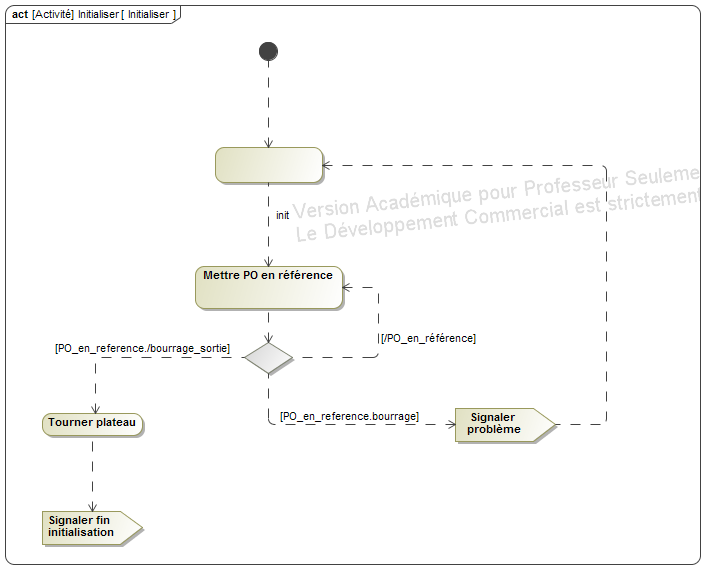 act [Activité] Initialiser [ Initialiser ]
Version Académique pour Professeur Seuleme
Le Développement Commercial est strictement
init
Mettre PO en référence
[/PO_en_référence]
[PO_en_reference./bourrage_sortie]
[PO_en_reference.bourrage]
Tourner plateau
Signaler
problème
Signaler fin
initialisation